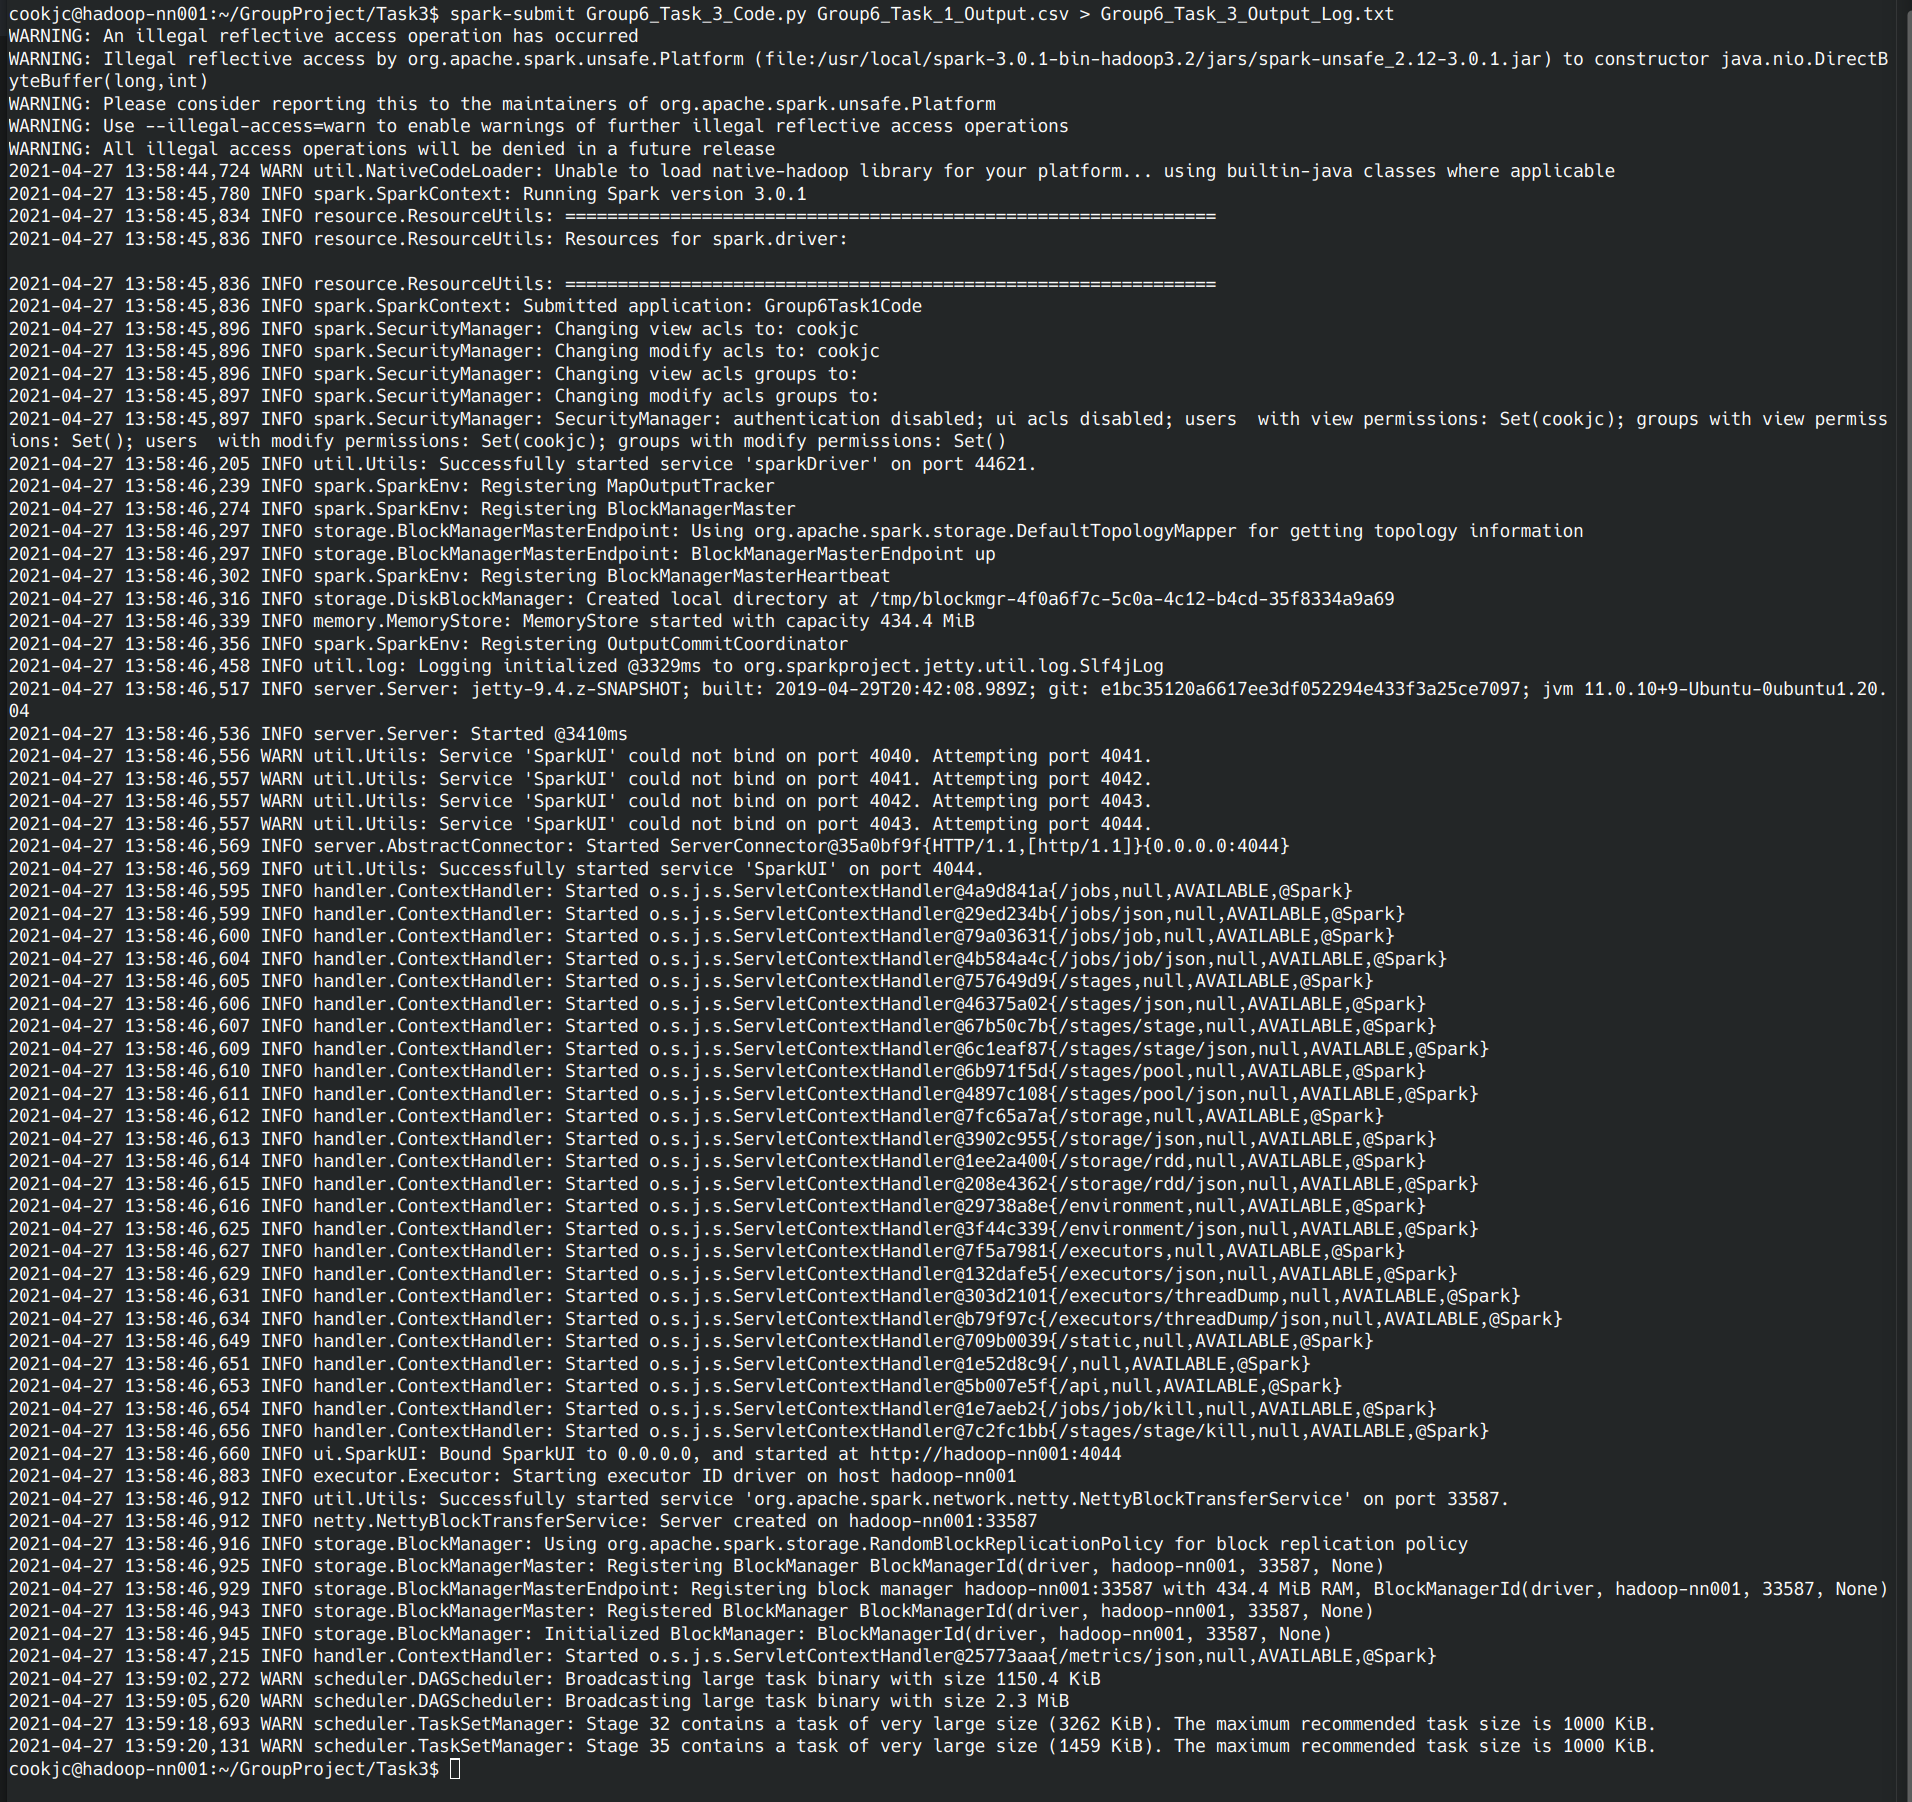 cookjc@hadoop-nn001:~/GroupProject/Task3$ spark-submit Group6_Task_3_Code.py Group6_Task_1_Output.csv > Group6_Task_3_Output_Log.txt
WARNING: An illegal reflective access operation has occurred
WARNING: Illegal reflective access by org.apache.spark.unsafe.Platform (file:/usr/local/spark-3.0.1-bin-hadoop3.2/jars/spark-unsafe_2.12-3.0.1.jar) to constructor java.nio.DirectB
yteBuffer(long,int)
WARNING: Please consider reporting this to the maintainers of org.apache.spark.unsafe.Platform
WARNING: Use --illegal-access=warn to enable warnings of further illegal reflective access operations
WARNING: All illegal access operations will be denied in a future release
2021-04-27 13:58:44,724 WARN util.NativeCodeLoader: Unable to load native-hadoop library for your platform... using builtin-java classes where applicable
2021-04-27 13:58:45,780 INFO spark.SparkContext: Running Spark version 3.0.1
2021-04-27 13:58:45,834 INFO resource.ResourceUtils: ==============================================================
2021-04-27 13:58:45,836 INFO resource.ResourceUtils: Resources for spark.driver:

2021-04-27 13:58:45,836 INFO resource.ResourceUtils: ==============================================================
2021-04-27 13:58:45,836 INFO spark.SparkContext: Submitted application: Group6Task1Code
2021-04-27 13:58:45,896 INFO spark.SecurityManager: Changing view acls to: cookjc
2021-04-27 13:58:45,896 INFO spark.SecurityManager: Changing modify acls to: cookjc
2021-04-27 13:58:45,896 INFO spark.SecurityManager: Changing view acls groups to:
2021-04-27 13:58:45,897 INFO spark.SecurityManager: Changing modify acls groups to:
2021-04-27 13:58:45,897 INFO spark.SecurityManager: SecurityManager: authentication disabled; ui acls disabled; users  with view permissions: Set(cookjc); groups with view permiss
ions: Set(); users  with modify permissions: Set(cookjc); groups with modify permissions: Set()
2021-04-27 13:58:46,205 INFO util.Utils: Successfully started service 'sparkDriver' on port 44621.
2021-04-27 13:58:46,239 INFO spark.SparkEnv: Registering MapOutputTracker
2021-04-27 13:58:46,274 INFO spark.SparkEnv: Registering BlockManagerMaster
2021-04-27 13:58:46,297 INFO storage.BlockManagerMasterEndpoint: Using org.apache.spark.storage.DefaultTopologyMapper for getting topology information
2021-04-27 13:58:46,297 INFO storage.BlockManagerMasterEndpoint: BlockManagerMasterEndpoint up
2021-04-27 13:58:46,302 INFO spark.SparkEnv: Registering BlockManagerMasterHeartbeat
2021-04-27 13:58:46,316 INFO storage.DiskBlockManager: Created local directory at /tmp/blockmgr-4f0a6f7c-5c0a-4c12-b4cd-35f8334a9a69
2021-04-27 13:58:46,339 INFO memory.MemoryStore: MemoryStore started with capacity 434.4 MiB
2021-04-27 13:58:46,356 INFO spark.SparkEnv: Registering OutputCommitCoordinator
2021-04-27 13:58:46,458 INFO util.log: Logging initialized @3329ms to org.sparkproject.jetty.util.log.Slf4jLog
2021-04-27 13:58:46,517 INFO server.Server: jetty-9.4.z-SNAPSHOT; built: 2019-04-29T20:42:08.989Z; git: e1bc35120a6617ee3df052294e433f3a25ce7097; jvm 11.0.10+9-Ubuntu-0ubuntu1.20.
04
2021-04-27 13:58:46,536 INFO server.Server: Started @3410ms
2021-04-27 13:58:46,556 WARN util.Utils: Service 'SparkUI' could not bind on port 4040. Attempting port 4041.
2021-04-27 13:58:46,557 WARN util.Utils: Service 'SparkUI' could not bind on port 4041. Attempting port 4042.
2021-04-27 13:58:46,557 WARN util.Utils: Service 'SparkUI' could not bind on port 4042. Attempting port 4043.
2021-04-27 13:58:46,557 WARN util.Utils: Service 'SparkUI' could not bind on port 4043. Attempting port 4044.
2021-04-27 13:58:46,569 INFO server.AbstractConnector: Started ServerConnector@35a0bf9f{HTTP/1.1,[http/1.1]}{0.0.0.0:4044}
2021-04-27 13:58:46,569 INFO util.Utils: Successfully started service 'SparkUI' on port 4044.
2021-04-27 13:58:46,595 INFO handler.ContextHandler: Started o.s.j.s.ServletContextHandler@4a9d841a{/jobs,null,AVAILABLE,@Spark}
2021-04-27 13:58:46,599 INFO handler.ContextHandler: Started o.s.j.s.ServletContextHandler@29ed234b{/jobs/json,null,AVAILABLE,@Spark}
2021-04-27 13:58:46,600 INFO handler.ContextHandler: Started o.s.j.s.ServletContextHandler@79a03631{/jobs/job,null,AVAILABLE,@Spark}
2021-04-27 13:58:46,604 INFO handler.ContextHandler: Started o.s.j.s.ServletContextHandler@4b584a4c{/jobs/job/json,null,AVAILABLE,@Spark}
2021-04-27 13:58:46,605 INFO handler.ContextHandler: Started o.s.j.s.ServletContextHandler@757649d9{/stages,null,AVAILABLE,@Spark}
2021-04-27 13:58:46,606 INFO handler.ContextHandler: Started o.s.j.s.ServletContextHandler@46375a02{/stages/json,null,AVAILABLE,@Spark}
2021-04-27 13:58:46,607 INFO handler.ContextHandler: Started o.s.j.s.ServletContextHandler@67b50c7b{/stages/stage,null,AVAILABLE,@Spark}
2021-04-27 13:58:46,609 INFO handler.ContextHandler: Started o.s.j.s.ServletContextHandler@6c1eaf87{/stages/stage/json,null,AVAILABLE,@Spark}
2021-04-27 13:58:46,610 INFO handler.ContextHandler: Started o.s.j.s.ServletContextHandler@6b971f5d{/stages/pool,null,AVAILABLE,@Spark}
2021-04-27 13:58:46,611 INFO handler.ContextHandler: Started o.s.j.s.ServletContextHandler@4897c108{/stages/pool/json,null,AVAILABLE,@Spark}
2021-04-27 13:58:46,612 INFO handler.ContextHandler: Started o.s.j.s.ServletContextHandler@7fc65a7a{/storage,null,AVAILABLE,@Spark}
2021-04-27 13:58:46,613 INFO handler.ContextHandler: Started o.s.j.s.ServletContextHandler@3902c955{/storage/json,null,AVAILABLE,@Spark}
2021-04-27 13:58:46,614 INFO handler.ContextHandler: Started o.s.j.s.ServletContextHandler@1ee2a400{/storage/rdd,null,AVAILABLE,@Spark}
2021-04-27 13:58:46,615 INFO handler.ContextHandler: Started o.s.j.s.ServletContextHandler@208e4362{/storage/rdd/json,null,AVAILABLE,@Spark}
2021-04-27 13:58:46,616 INFO handler.ContextHandler: Started o.s.j.s.ServletContextHandler@29738a8e{/environment,null,AVAILABLE,@Spark}
2021-04-27 13:58:46,625 INFO handler.ContextHandler: Started o.s.j.s.ServletContextHandler@3f44c339{/environment/json,null,AVAILABLE,@Spark}
2021-04-27 13:58:46,627 INFO handler.ContextHandler: Started o.s.j.s.ServletContextHandler@7f5a7981{/executors,null,AVAILABLE,@Spark}
2021-04-27 13:58:46,629 INFO handler.ContextHandler: Started o.s.j.s.ServletContextHandler@132dafe5{/executors/json,null,AVAILABLE,@Spark}
2021-04-27 13:58:46,631 INFO handler.ContextHandler: Started o.s.j.s.ServletContextHandler@303d2101{/executors/threadDump,null,AVAILABLE,@Spark}
2021-04-27 13:58:46,634 INFO handler.ContextHandler: Started o.s.j.s.ServletContextHandler@b79f97c{/executors/threadDump/json,null,AVAILABLE,@Spark}
2021-04-27 13:58:46,649 INFO handler.ContextHandler: Started o.s.j.s.ServletContextHandler@709b0039{/static,null,AVAILABLE,@Spark}
2021-04-27 13:58:46,651 INFO handler.ContextHandler: Started o.s.j.s.ServletContextHandler@1e52d8c9{/,null,AVAILABLE,@Spark}
2021-04-27 13:58:46,653 INFO handler.ContextHandler: Started o.s.j.s.ServletContextHandler@5b007e5f{/api,null,AVAILABLE,@Spark}
2021-04-27 13:58:46,654 INFO handler.ContextHandler: Started o.s.j.s.ServletContextHandler@1e7aeb2{/jobs/job/kill,null,AVAILABLE,@Spark}
2021-04-27 13:58:46,656 INFO handler.ContextHandler: Started o.s.j.s.ServletContextHandler@7c2fc1bb{/stages/stage/kill,null,AVAILABLE,@Spark}
2021-04-27 13:58:46,660 INFO ui.SparkUI: Bound SparkUI to 0.0.0.0, and started at http://hadoop-nn001:4044
2021-04-27 13:58:46,883 INFO executor.Executor: Starting executor ID driver on host hadoop-nn001
2021-04-27 13:58:46,912 INFO util.Utils: Successfully started service 'org.apache.spark.network.netty.NettyBlockTransferService' on port 33587.
2021-04-27 13:58:46,912 INFO netty.NettyBlockTransferService: Server created on hadoop-nn001:33587
2021-04-27 13:58:46,916 INFO storage.BlockManager: Using org.apache.spark.storage.RandomBlockReplicationPolicy for block replication policy
2021-04-27 13:58:46,925 INFO storage.BlockManagerMaster: Registering BlockManager BlockManagerId(driver, hadoop-nn001, 33587, None)
2021-04-27 13:58:46,929 INFO storage.BlockManagerMasterEndpoint: Registering block manager hadoop-nn001:33587 with 434.4 MiB RAM, BlockManagerId(driver, hadoop-nn001, 33587, None)
2021-04-27 13:58:46,943 INFO storage.BlockManagerMaster: Registered BlockManager BlockManagerId(driver, hadoop-nn001, 33587, None)
2021-04-27 13:58:46,945 INFO storage.BlockManager: Initialized BlockManager: BlockManagerId(driver, hadoop-nn001, 33587, None)
2021-04-27 13:58:47,215 INFO handler.ContextHandler: Started o.s.j.s.ServletContextHandler@25773aaa{/metrics/json,null,AVAILABLE,@Spark}
2021-04-27 13:59:02,272 WARN scheduler.DAGScheduler: Broadcasting large task binary with size 1150.4 KiB
2021-04-27 13:59:05,620 WARN scheduler.DAGScheduler: Broadcasting large task binary with size 2.3 MiB
2021-04-27 13:59:18,693 WARN scheduler.TaskSetManager: Stage 32 contains a task of very large size (3262 KiB). The maximum recommended task size is 1000 KiB.
2021-04-27 13:59:20,131 WARN scheduler.TaskSetManager: Stage 35 contains a task of very large size (1459 KiB). The maximum recommended task size is 1000 KiB.
cookjc@hadoop-nn001:~/GroupProject/Task3$